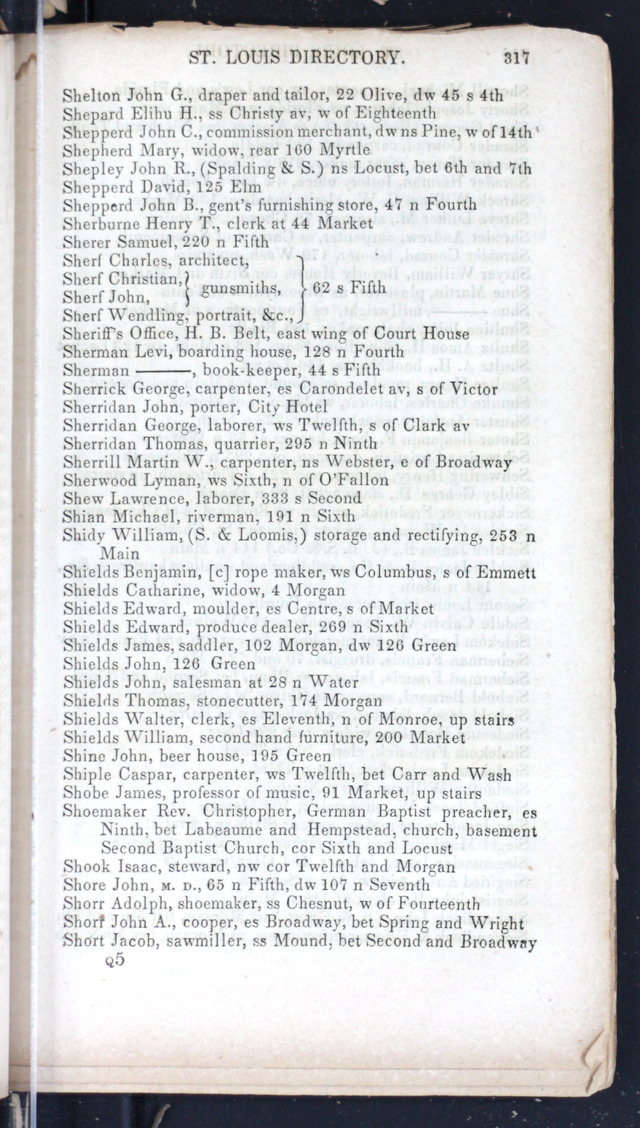 ST. LOUIS DIRECTORY. 317
Shelton John G., draper and tailor, 22 Olive, dw 45 s 4th
Shepard Elihu H., ss Christy av, w of Eighteenth
Shepperd John C., commission merchant, dw ns Pine, w of 14th
Shepherd Mary, widow, rear 160 Myrtle
Shepley John R., (Spalding & S.) ns Locust, bet 6th and 7th
Shepperd David, 125 Elm
Shepperd John B., gent's furnishing store, 47 n Fourth
Sherburne Henry T., clerk at 44 Market
Sherer Samuel, 220 n Fifth
Sherf Charles, architect,
Sherf Christian,
Sherf John, } gunsmiths, } 62 s Fifth
Sherf Wendling, portrait, &c.,
Sheriff's Office, H. B. Belt, east wing of Court House
Sherman Levi, boarding house, 128 n Fourth
Sherman ———, book-keeper, 44 s Fifth
Sherrick George, carpenter, es Carondelet av, s of Victor
Sherridan John, porter, City Hotel
Sherridan George, laborer, ws Twelfth, s of Clark av
Sherridan Thomas, quarrier, 295 n Ninth
Sherrill Martin W., carpenter, ns Webster, e of Broadway
Sherwood Lyman, ws Sixth, n of O'Fallon
Shew Lawrence, laborer, 333 s Second
Shian Michael, riverman, 191 n Sixth
Shidy William, (S. & Loomis,) storage and rectifying, 253 n
Main
Shields Benjamin, [c] rope maker, ws Columbus, s of Emmett
Shields Catharine, widow, 4 Morgan
Shields Edward, moulder, es Centre, s of Market
Shields Edward, produce dealer, 269 n Sixth
Shields James, saddler, 102 Morgan, dw 126 Green
Shields John, 126 Green
Shields John, salesman at 28 n Water
Shields Thomas, stonecutter, 174 Morgan
Shields Walter, clerk, es Eleventh, n of Monroe, up stairs
Shields William, second hand furniture, 200 Market
Shine John, beer house, 195 Green
Shiple Caspar, carpenter, ws Twelfth, bet Carr and Wash
Shobe James, professor of music, 91 Market, up stairs
Shoemaker Rev. Christopher, German Baptist preacher, es
Ninth, bet Labeaume and Hempstead, church, basement
Second Baptist Church, cor Sixth and Locust
Shook Isaac, steward, nw cor Twelfth and Morgan
Shore John, M. D., 65 n Fifth, dw 107 n Seventh
Shorr Adolph, shoemaker, ss Chesnut, w of Fourteenth
Short John A., cooper, es Broadway, bet Spring and Wright
Short Jacob, sawmiller, ss Mound, bet Second and Broadway
Q5